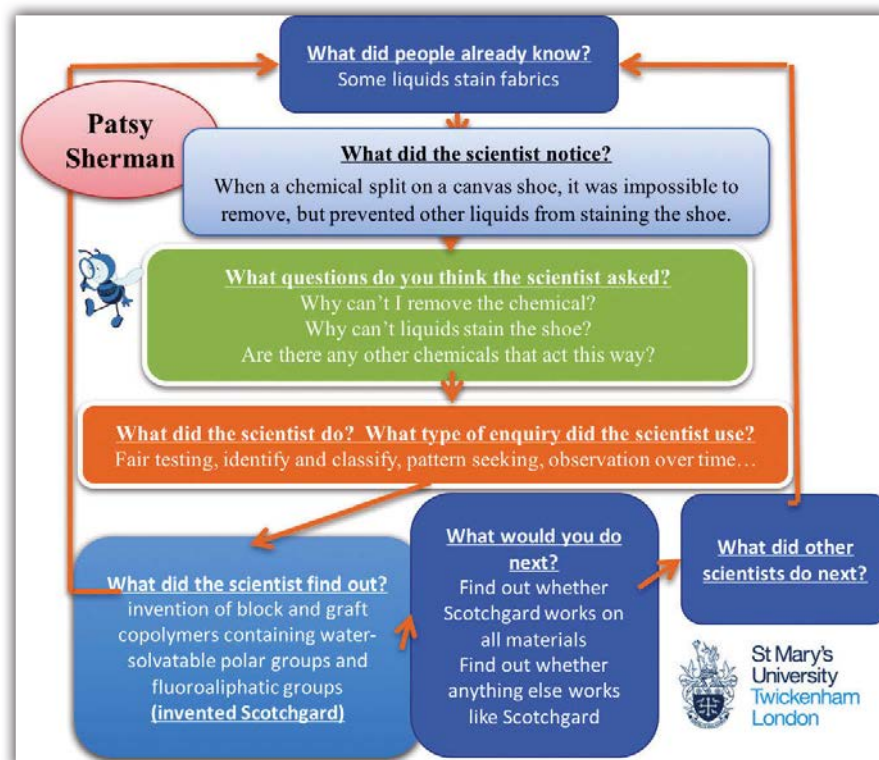 What did people already know?
Some liquids stain fabrics
Patsy
Sherman
What did the scientist notice?
When a chemical split on a canvas shoe, it was impossible to
remove, but prevented other liquids from staining the shoe.
What questions do you think the scientist asked?
Why can't I remove the chemical?
Why can't liquids stain the shoe?
Are there any other chemicals that act this way?
What did the scientist do?  What type of enquiry did the scientist use?
Fair testing, identify and classify, pattern seeking, observation over time…
What did the scientist find out?
invention of block and graft
copolymers containing water-
solvatable polar groups and
fluoroaliphatic groups
(invented Scotchgard)
What would you do
next?
Find out whether
Scotchgard works on
all materials
Find out whether
anything else works
like Scotchgard
What did other
scientists do next?
St Mary's
University
Twickenham
London